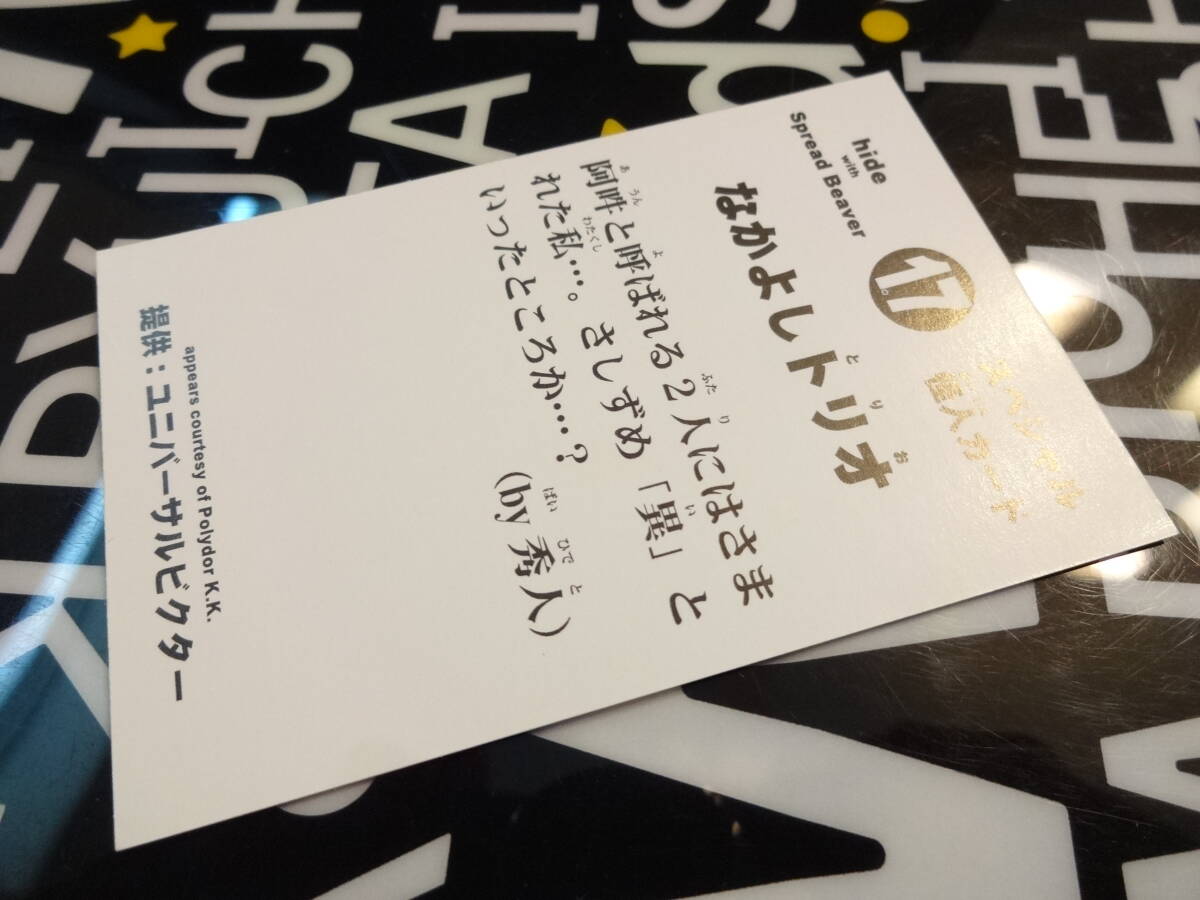 hide
with
Spread Beaver
17
スペシャル
怪人カード
なかよしトリオ
阿吽と呼ばれる2人にはさま
れた私…。さしずめ「異」と
いったところか…?
(by 秀人)
appears courtesy of Polydor K.K.
提供:ユニバーサルビクター